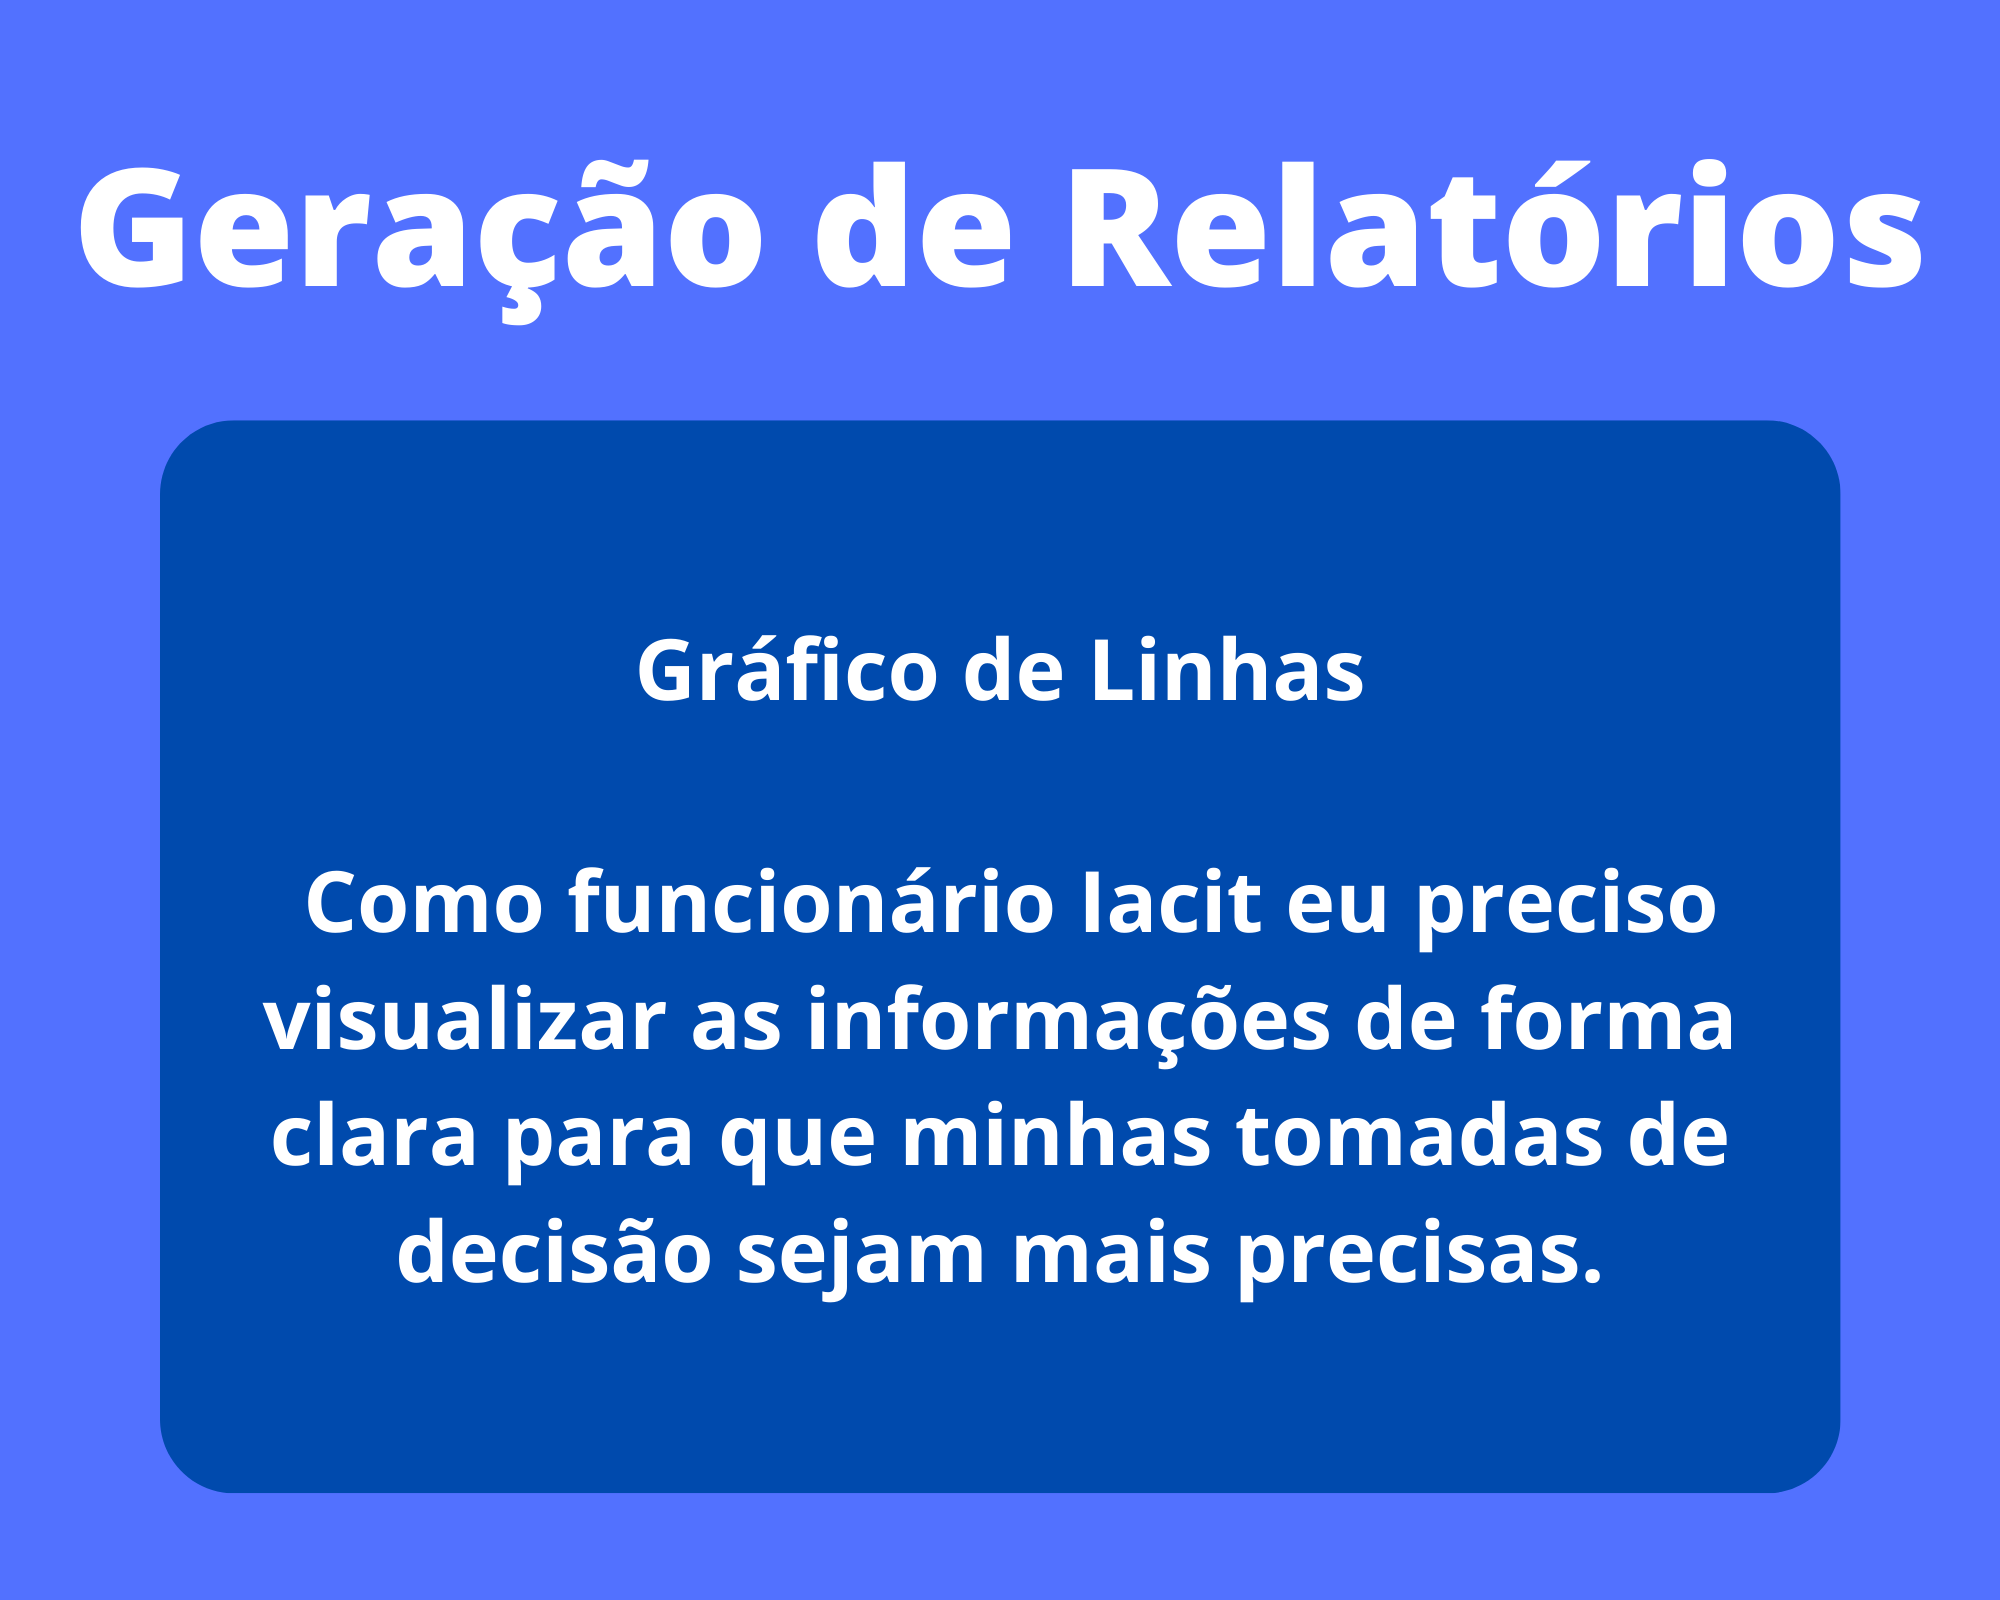 Geração de Relatórios
Gráfico de Linhas
Como funcionário Iacit eu preciso
visualizar as informações de forma
clara para que minhas tomadas de
decisão sejam mais precisas.